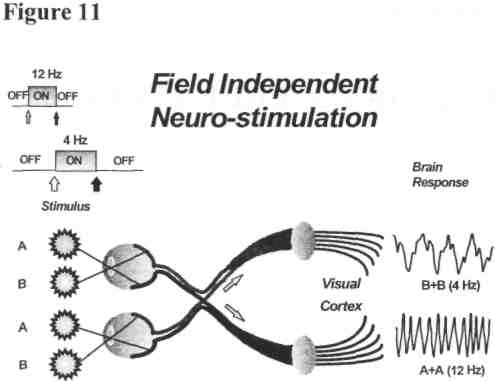 Figure 11
12 Hz
OFF ON OFF
Field Independent
Neuro-stimulation
4 Hz
OFF ON OFF
Stimulus
Brain
Response
A
B
A
B
Visual
Cortex
B+B (4 Hz)
A+A (12 Hz)